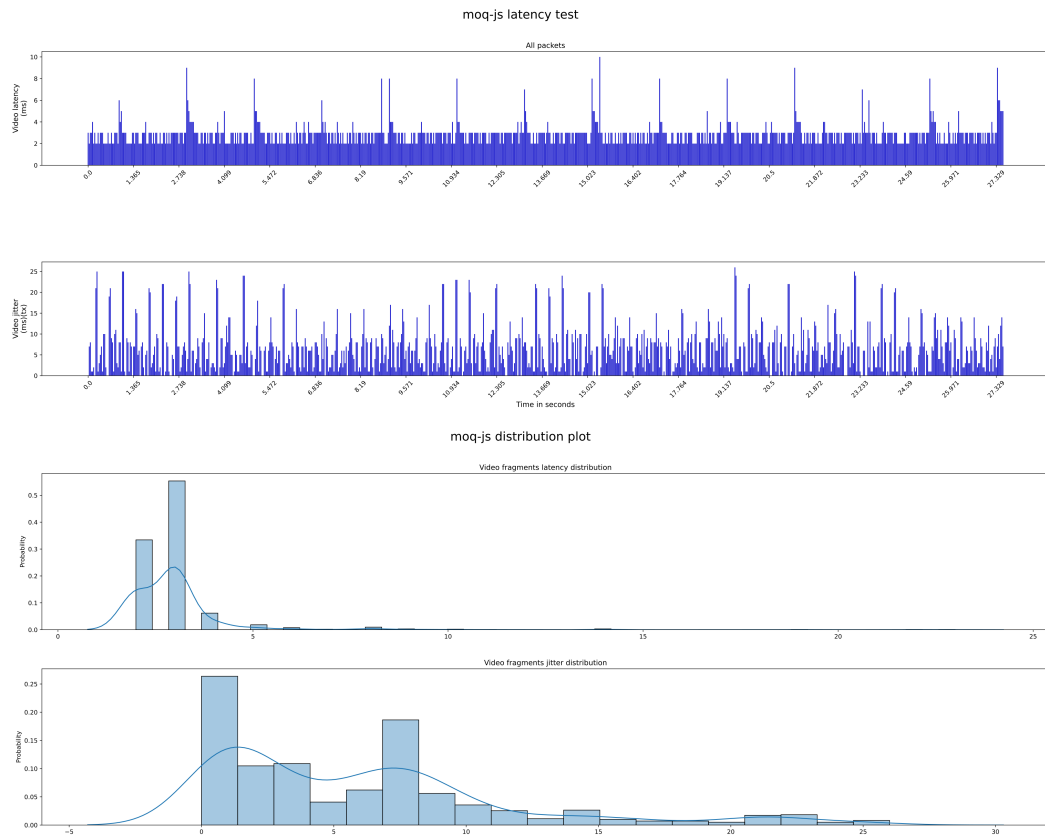 moq-js latency test
All packets
Video latency
(ms)
10
8
6
4
2
0
0.0 1.365 2.738 4.099 5.472 6.836 8.19 9.571 10.934 12.305 13.669 15.023 16.402 17.764 19.137 20.5 21.872 23.233 24.59 25.971 27.329
Video jitter
(ms)(tx)
25
20
15
10
5
0
0.0 1.365 2.738 4.099 5.472 6.836 8.19 9.571 10.934 12.305 13.669 15.023 16.402 17.764 19.137 20.5 21.872 23.233 24.59 25.971 27.329
Time in seconds
moq-js distribution plot
Video fragments latency distribution
Probability
0.5
0.4
0.3
0.2
0.1
0.0
0 5 10 15 20 25
Video fragments jitter distribution
Probability
0.25
0.20
0.15
0.10
0.05
0.00
−5 0 5 10 15 20 25 30